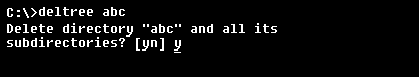 C:\>deltree abc
Delete directory "abc" and all its
subdirectories? [yn] y